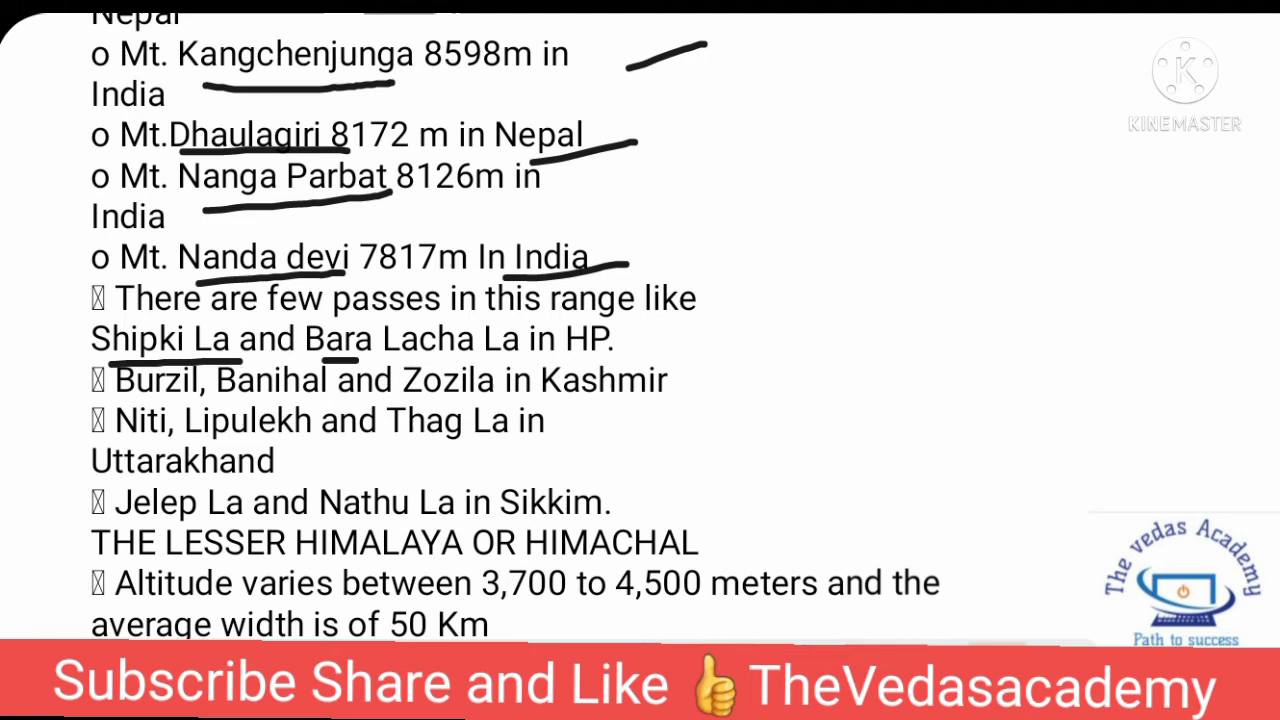 Nepal
o Mt. Kangchenjunga 8598m in
India
o Mt.Dhaulagiri 8172 m in Nepal
o Mt. Nanga Parbat 8126m in
India
o Mt. Nanda devi 7817m In India
There are few passes in this range like
Shipki La and Bara Lacha La in HP.
Burzil, Banihal and Zozila in Kashmir
Niti, Lipulekh and Thag La in
Uttarakhand
Jelep La and Nathu La in Sikkim.
THE LESSER HIMALAYA OR HIMACHAL
Altitude varies between 3,700 to 4,500 meters and the
average width is of 50 Km
K
KINEMASTER
The vedas Academy
Path to success
Subscribe Share and Like 👍 TheVedasacademy